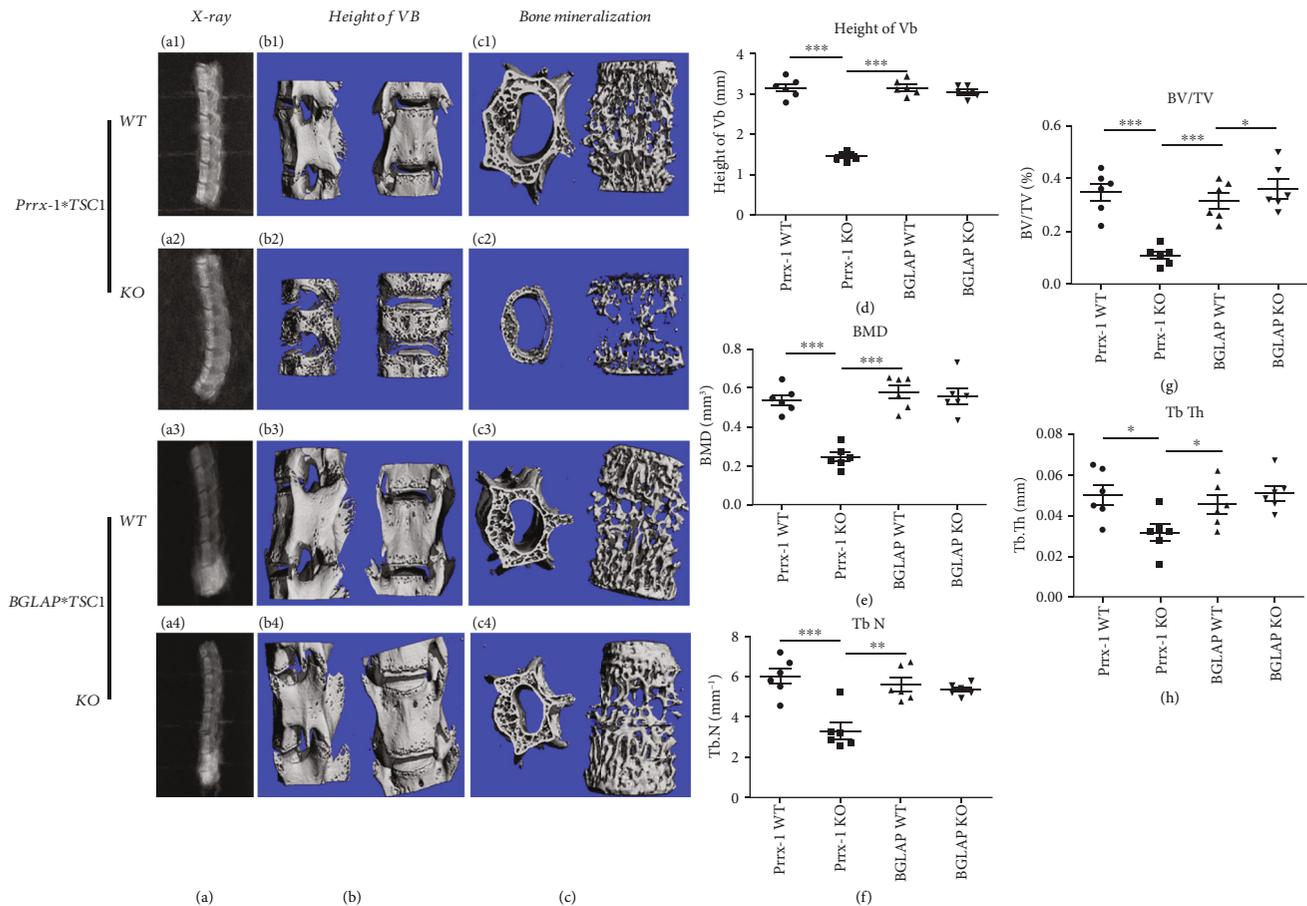 X-ray
Height of VB
Bone mineralization
(a1)
(b1)
(c1)
WT
(a2)
(b2)
(c2)
Prrx-1*TSC1
KO
(a3)
(b3)
(c3)
WT
BGLAP*TSC1
(a4)
(b4)
(c4)
KO
(a)
(b)
(c)
Height of Vb
Height of Vb (mm)
4
3
2
1
0
***
***
Prrx-1 WT
Prrx-1 KO
BGLAP WT
BGLAP KO
(d)
BMD
BMD (mm³)
0.8
0.6
0.4
0.2
0.0
***
***
Prrx-1 WT
Prrx-1 KO
BGLAP WT
BGLAP KO
(e)
Tb N
Tb.N (mm⁻¹)
8
6
4
2
0
***
**
Prrx-1 WT
Prrx-1 KO
BGLAP WT
BGLAP KO
(f)
BV/TV
BV/TV (%)
0.6
0.4
0.2
0.0
***
***
*
Prrx-1 WT
Prrx-1 KO
BGLAP WT
BGLAP KO
(g)
Tb Th
Tb.Th (mm)
0.08
0.06
0.04
0.02
0.00
*
*
Prrx-1 WT
Prrx-1 KO
BGLAP WT
BGLAP KO
(h)